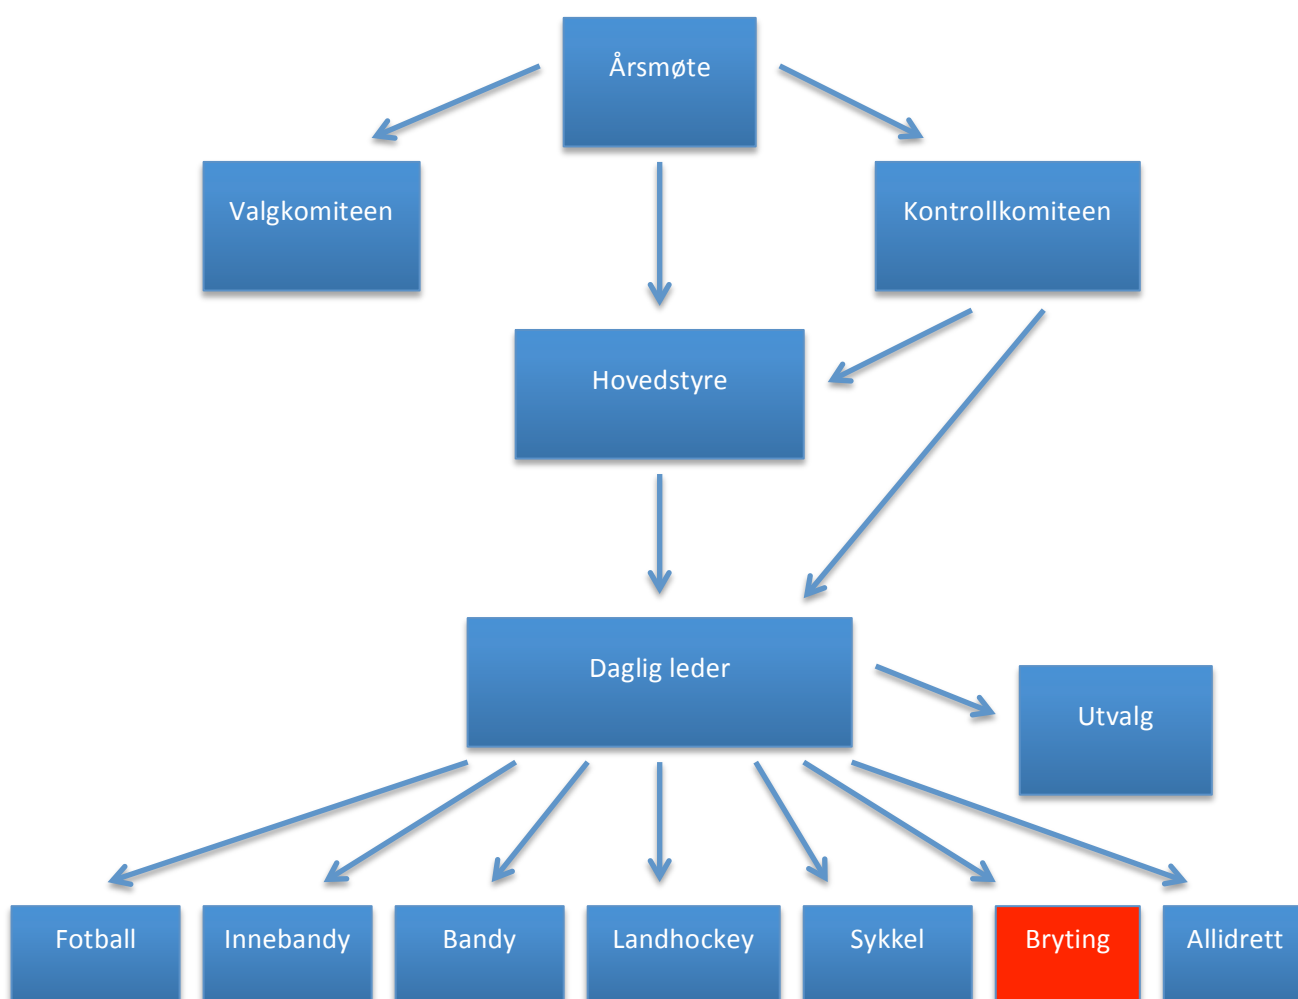 Årsmøte
Valgkomiteen
Kontrollkomiteen
Hovedstyre
Daglig leder
Utvalg
Fotball
Innebandy
Bandy
Landhockey
Sykkel
Bryting
Allidrett